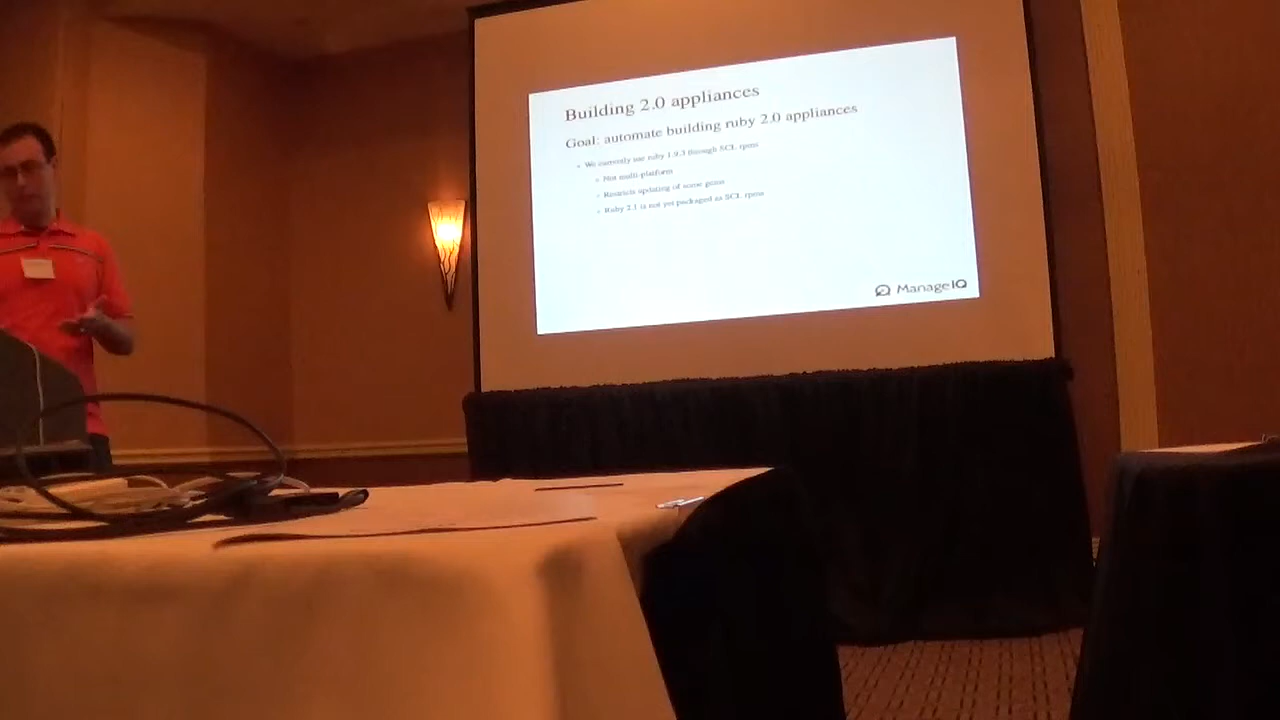 Building 2.0 appliances
Goal: automate building ruby 2.0 appliances
We currently use ruby 1.9.3 through SCL rpms
Not multi-platform
Restricts updating of some gems
Ruby 2.1 is not yet packaged as SCL rpms
ManageIQ